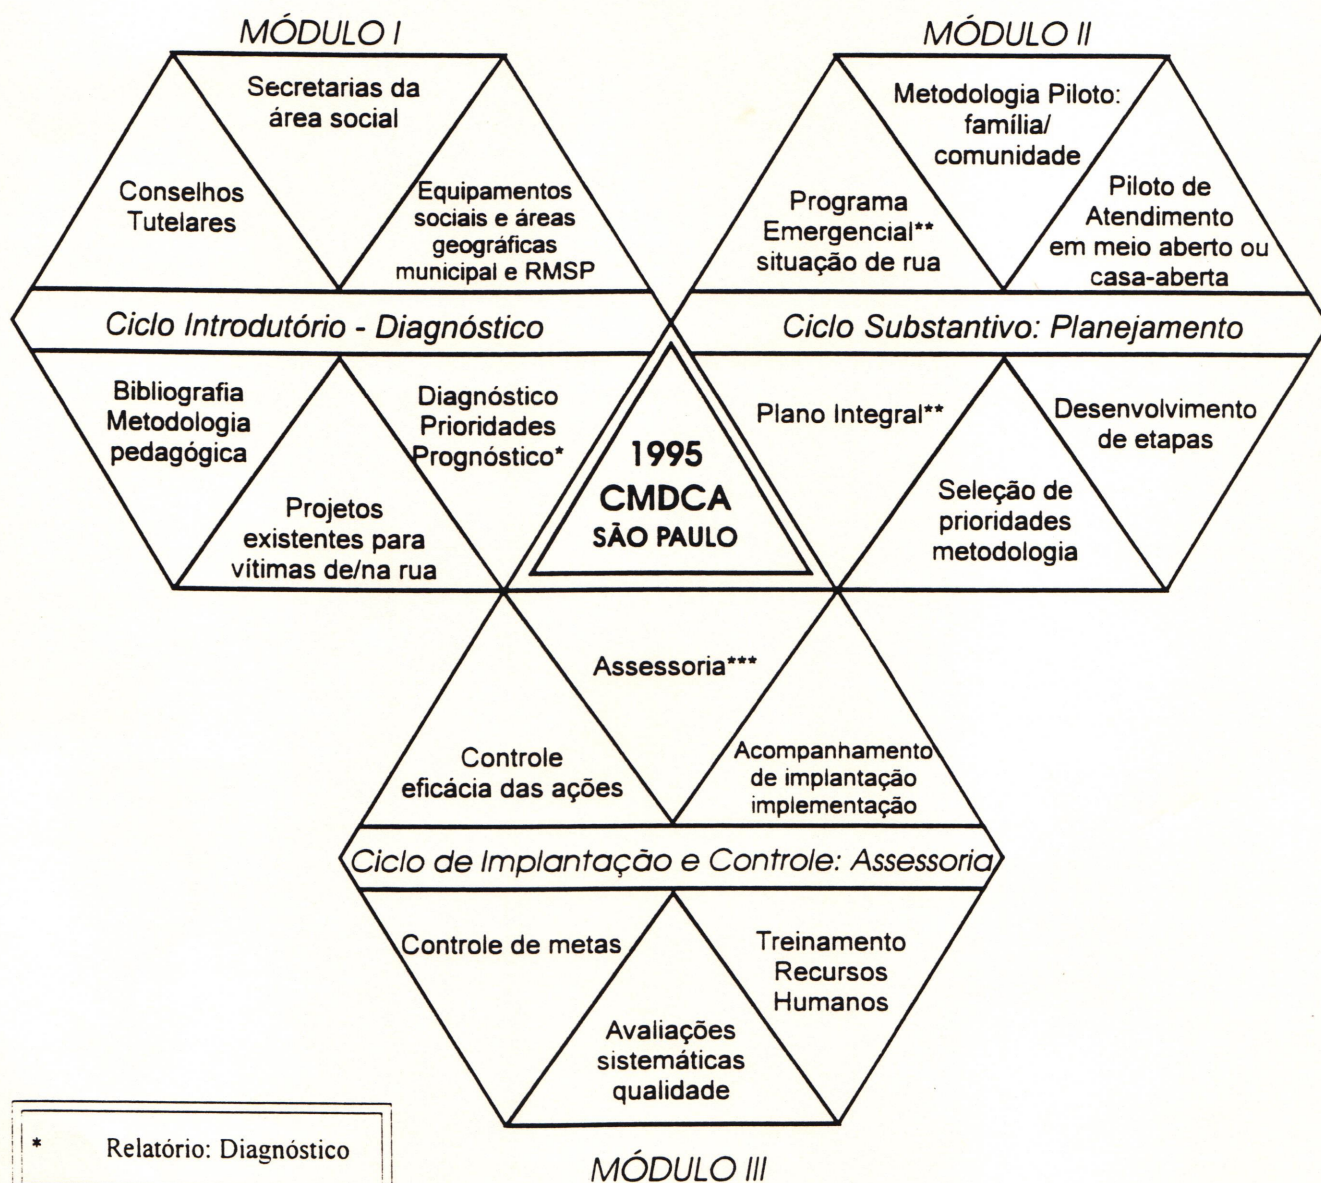 MÓDULO I
Secretarias da
área social
Conselhos
Tutelares
Equipamentos
sociais e áreas
geográficas
municipal e RMSP
Ciclo Introdutório - Diagnóstico
Bibliografia
Metodologia
pedagógica
Projetos
existentes para
vítimas de/na rua
Diagnóstico
Prioridades
Prognóstico*
MÓDULO II
Metodologia Piloto:
família/
comunidade
Programa
Emergencial**
situação de rua
Piloto de
Atendimento
em meio aberto ou
casa-aberta
Ciclo Substantivo: Planejamento
Plano Integral**
Seleção de
prioridades
metodologia
Desenvolvimento
de etapas
1995
CMDCA
SÃO PAULO
Assessoria***
Controle
eficácia das ações
Acompanhamento
de implantação
implementação
Ciclo de Implantação e Controle: Assessoria
Controle de metas
Avaliações
sistemáticas
qualidade
Treinamento
Recursos
Humanos
MÓDULO III
* Relatório: Diagnóstico